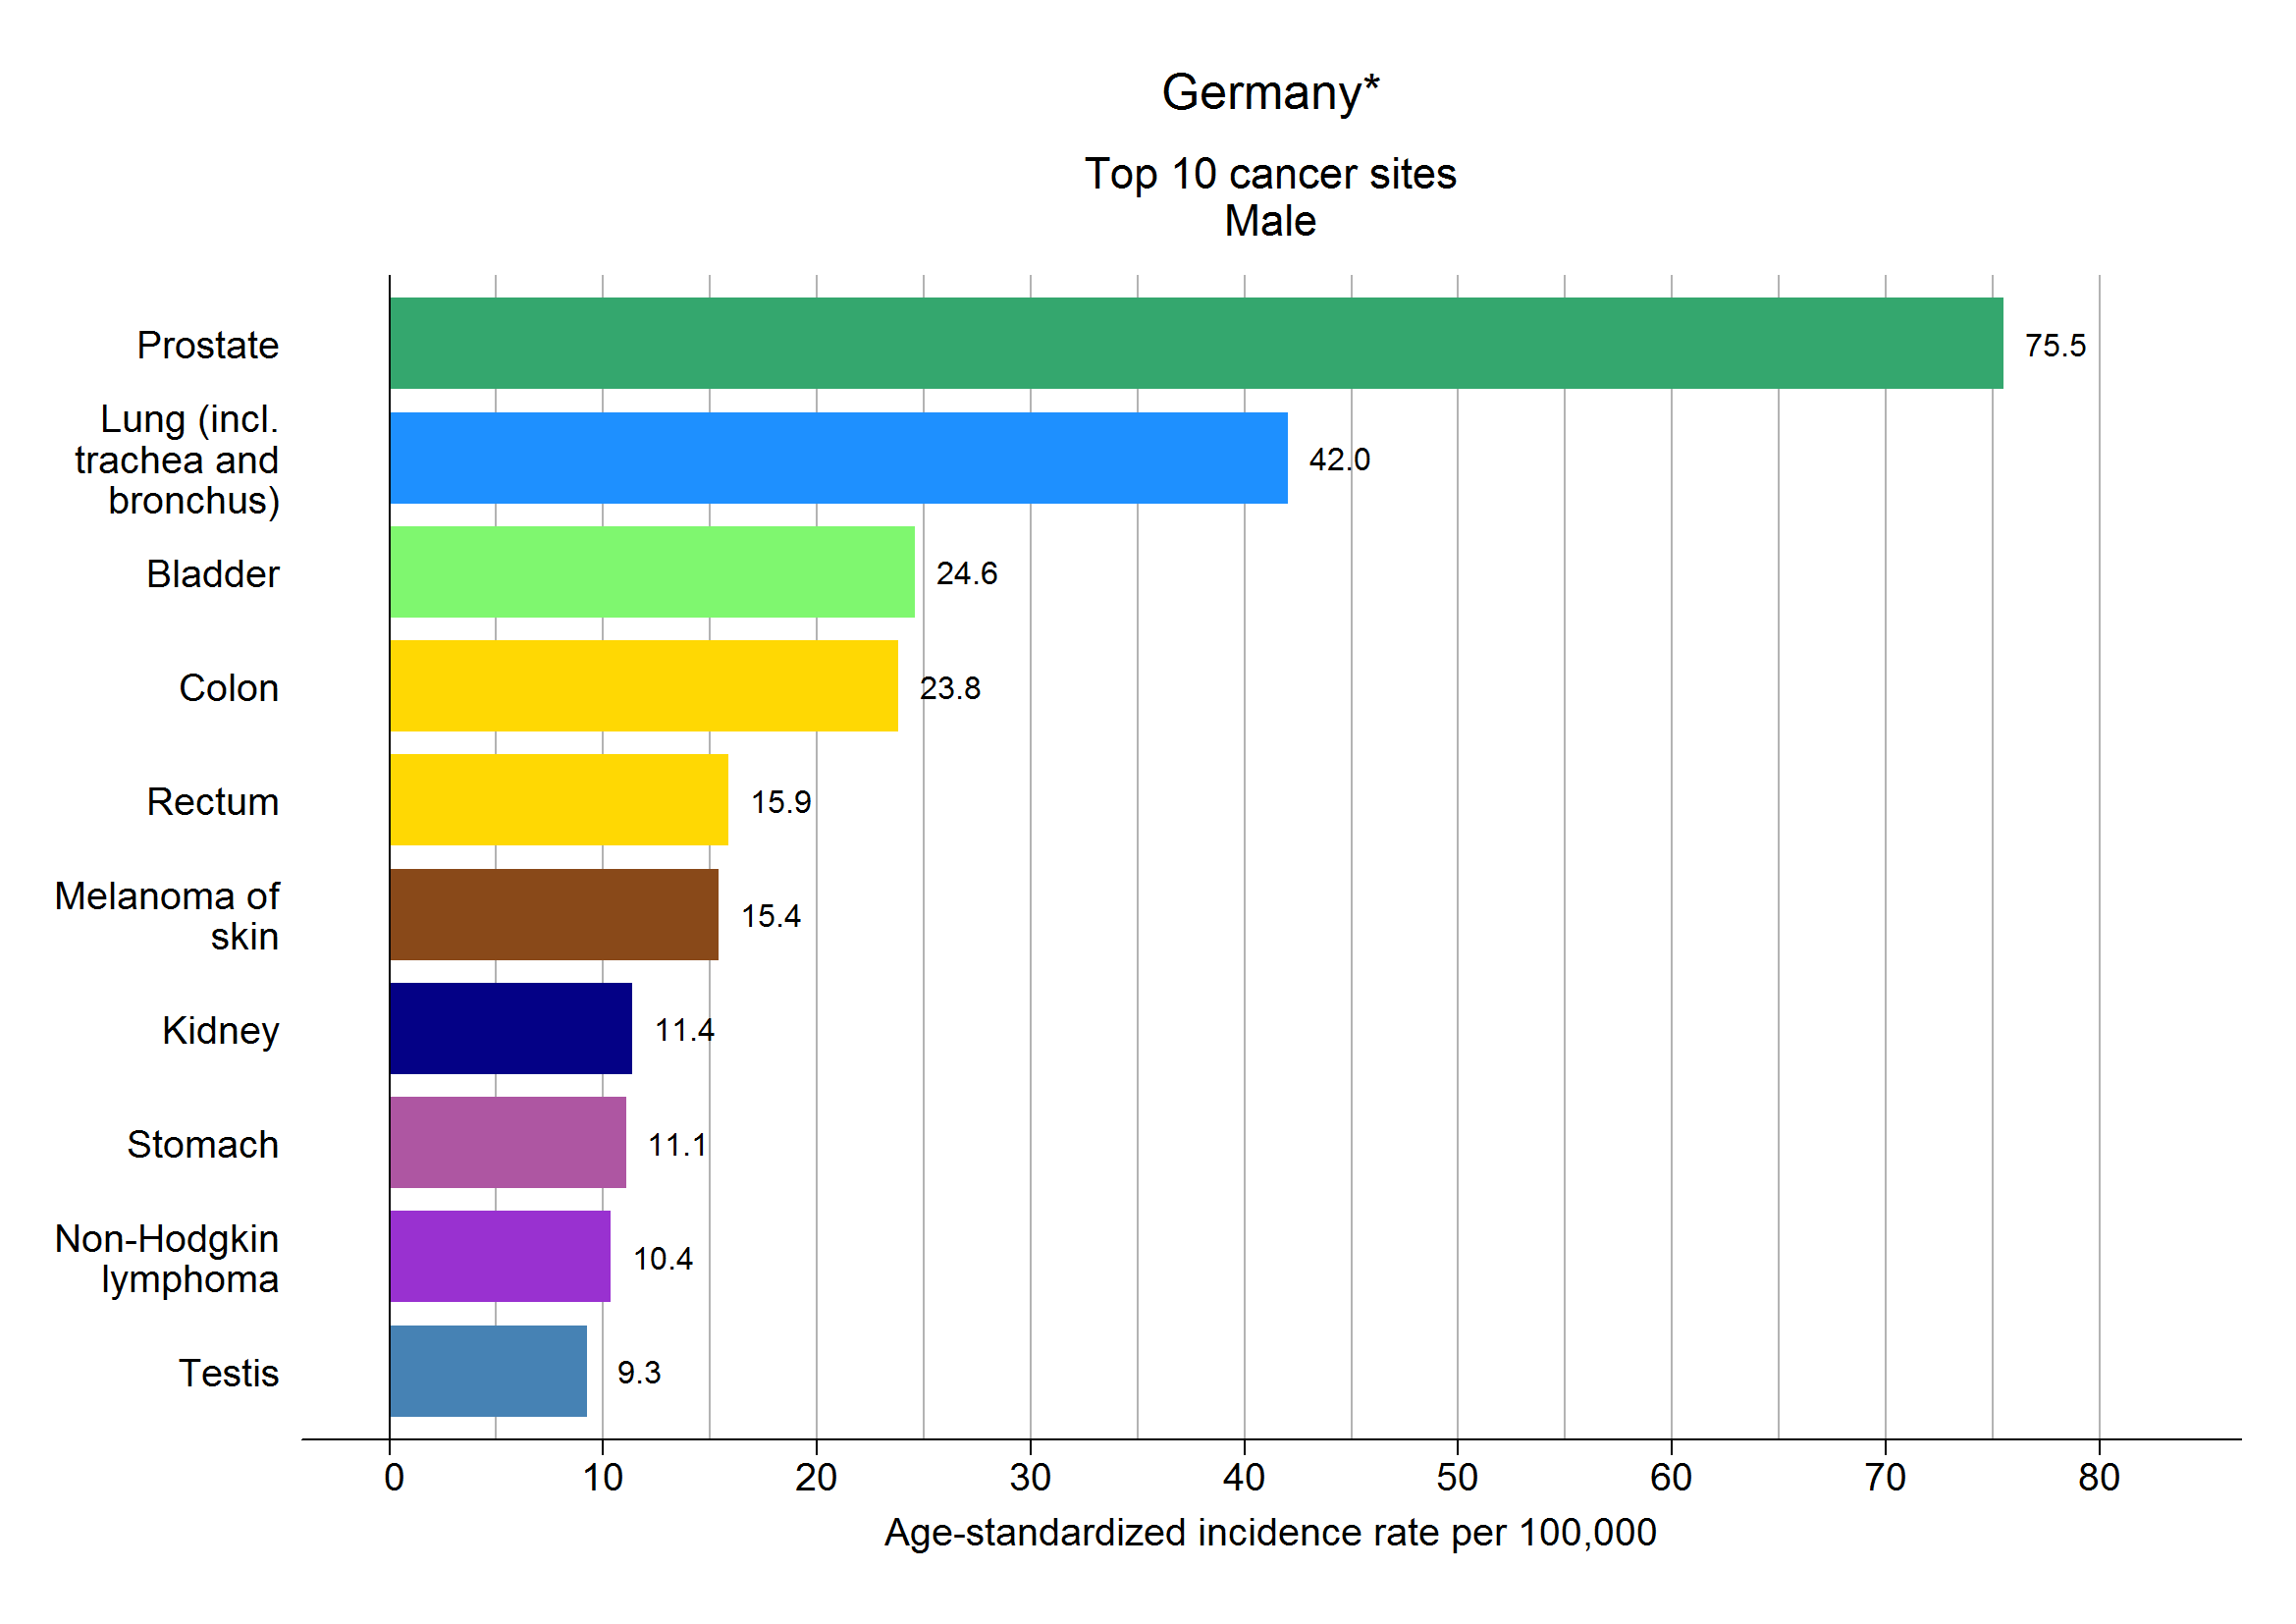 Germany*
Top 10 cancer sites
Male
Prostate
75.5
Lung (incl.
trachea and
bronchus)
42.0
Bladder
24.6
Colon
23.8
Rectum
15.9
Melanoma of
skin
15.4
Kidney
11.4
Stomach
11.1
Non-Hodgkin
lymphoma
10.4
Testis
9.3
0 10 20 30 40 50 60 70 80
Age-standardized incidence rate per 100,000